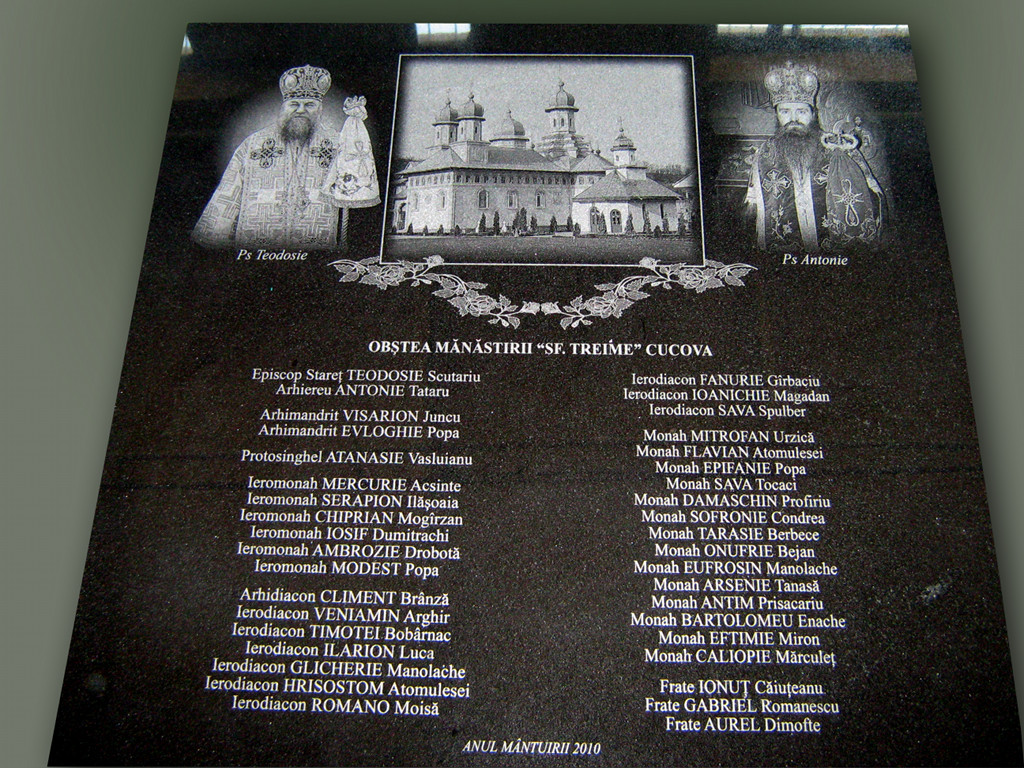 Ps Teodosie
Ps Antonie
OBȘTEA MĂNĂSTIRII “SF. TREIME” CUCOVA
Episcop Stareț TEODOSIE Scutariu
Arhiereu ANTONIE Tataru
Arhimandrit VISARION Juncu
Arhimandrit EVLOGHIE Popa
Protosinghel ATANASIE Vasluianu
Ieromonah MERCURIE Acsinte
Ieromonah SERAPION Ilășoaia
Ieromonah CHIPRIAN Mogîrzan
Ieromonah IOSIF Dumitrachi
Ieromonah AMBROZIE Drobotă
Ieromonah MODEST Popa
Arhidiacon CLIMENT Brânză
Ierodiacon VENIAMIN Arghir
Ierodiacon TIMOTEI Bobârnac
Ierodiacon ILARION Luca
Ierodiacon GLICHERIE Manolache
Ierodiacon HRISOSTOM Atomulesei
Ierodiacon ROMANO Moisă
Ierodiacon FANURIE Gîrbaciu
Ierodiacon IOANICHIE Magadan
Ierodiacon SAVA Spulber
Monah MITROFAN Urzică
Monah FLAVIAN Atomulesei
Monah EPIFANIE Popa
Monah SAVA Tocaci
Monah DAMASCHIN Profiriu
Monah SOFRONIE Condrea
Monah TARASIE Berbece
Monah ONUFRIE Bejan
Monah EUFROSIN Manolache
Monah ARSENIE Tanasă
Monah ANTIM Prisacariu
Monah BARTOLOMEU Enache
Monah EFTIMIE Miron
Monah CALIOPIE Mărculeț
Frate IONUȚ Căiuțeanu
Frate GABRIEL Romanescu
Frate AUREL Dimofte
ANUL MÂNTUIRII 2010